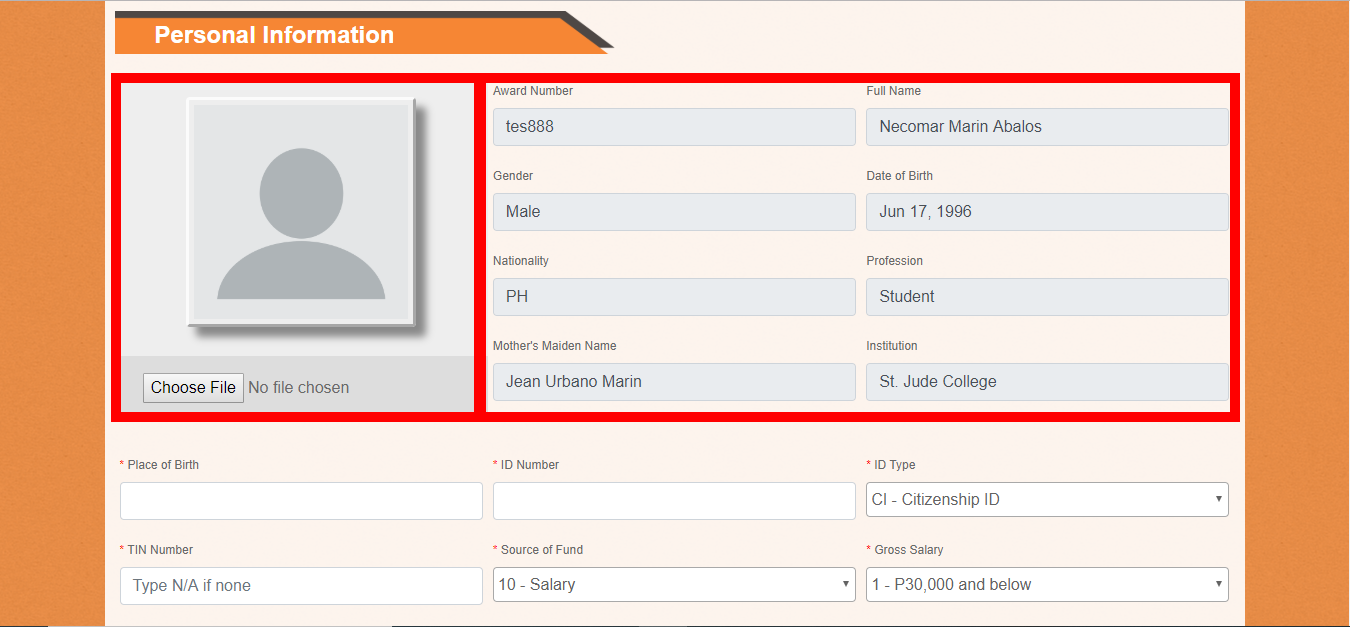 Personal Information
Award Number
Full Name
tes888
Necomar Marin Abalos
Gender
Date of Birth
Male
Jun 17, 1996
Nationality
Profession
PH
Student
Mother's Maiden Name
Institution
Jean Urbano Marin
St. Jude College
Choose File No file chosen
* Place of Birth
* ID Number
* ID Type
CI - Citizenship ID
* TIN Number
* Source of Fund
* Gross Salary
Type N/A if none
10 - Salary
1 - P30,000 and below